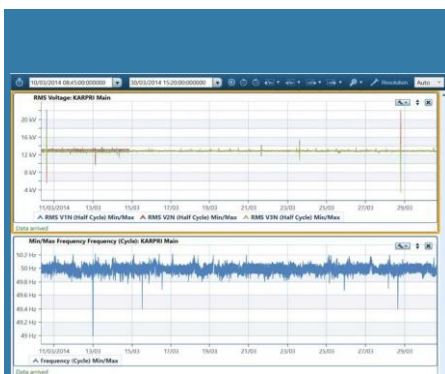 10/03/2014 08:45:00:000000 30/03/2014 15:20:00:000000 Resolution Auto
RMS Voltage: KARPRI Main
20 kV
16 kV
12 kV
8 kV
4 kV
11/03/2014 13/03 15/03 17/03 19/03 21/03 23/03 25/03 27/03 29/03
RMS V1N (Half Cycle) Min/Max RMS V2N (Half Cycle) Min/Max RMS V3N (Half Cycle) Min/Max
Data arrived
Min/Max Frequency Frequency (Cycle): KARPRI Main
50.2 Hz
50 Hz
49.8 Hz
49.6 Hz
49.4 Hz
49.2 Hz
49 Hz
11/03/2014 13/03 15/03 17/03 19/03 21/03 23/03 25/03 27/03 29/03
Frequency (Cycle) Min/Max
Data arrived